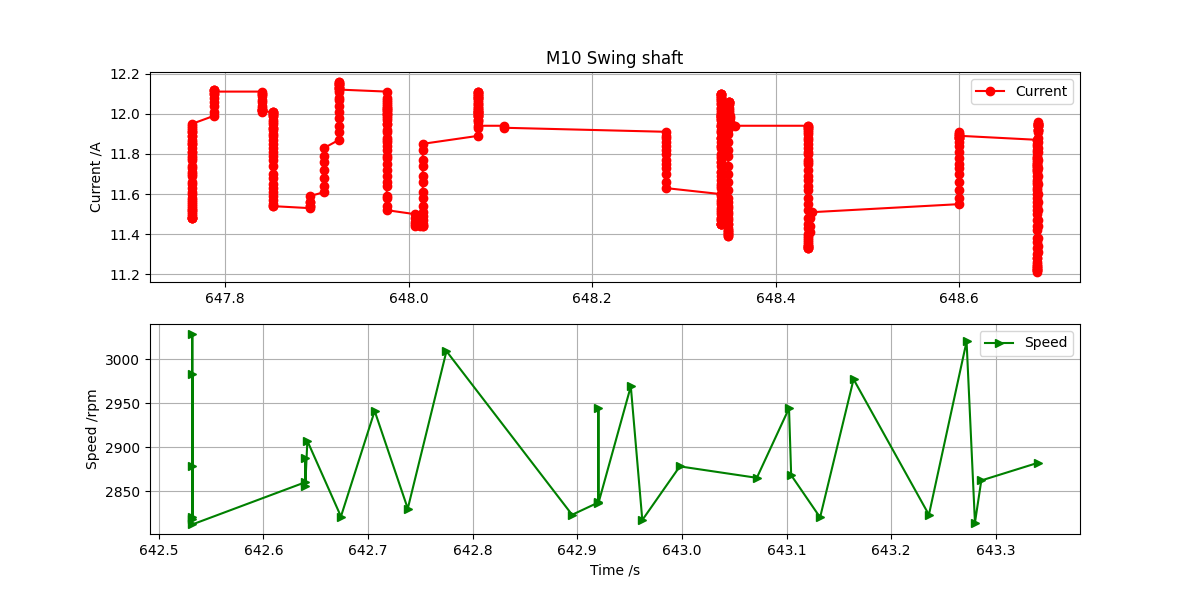 M10 Swing shaft
Current /A
12.2
12.0
11.8
11.6
11.4
11.2
Current
647.8 648.0 648.2 648.4 648.6
Speed /rpm
3000
2950
2900
2850
Speed
642.5 642.6 642.7 642.8 642.9 643.0 643.1 643.2 643.3
Time /s